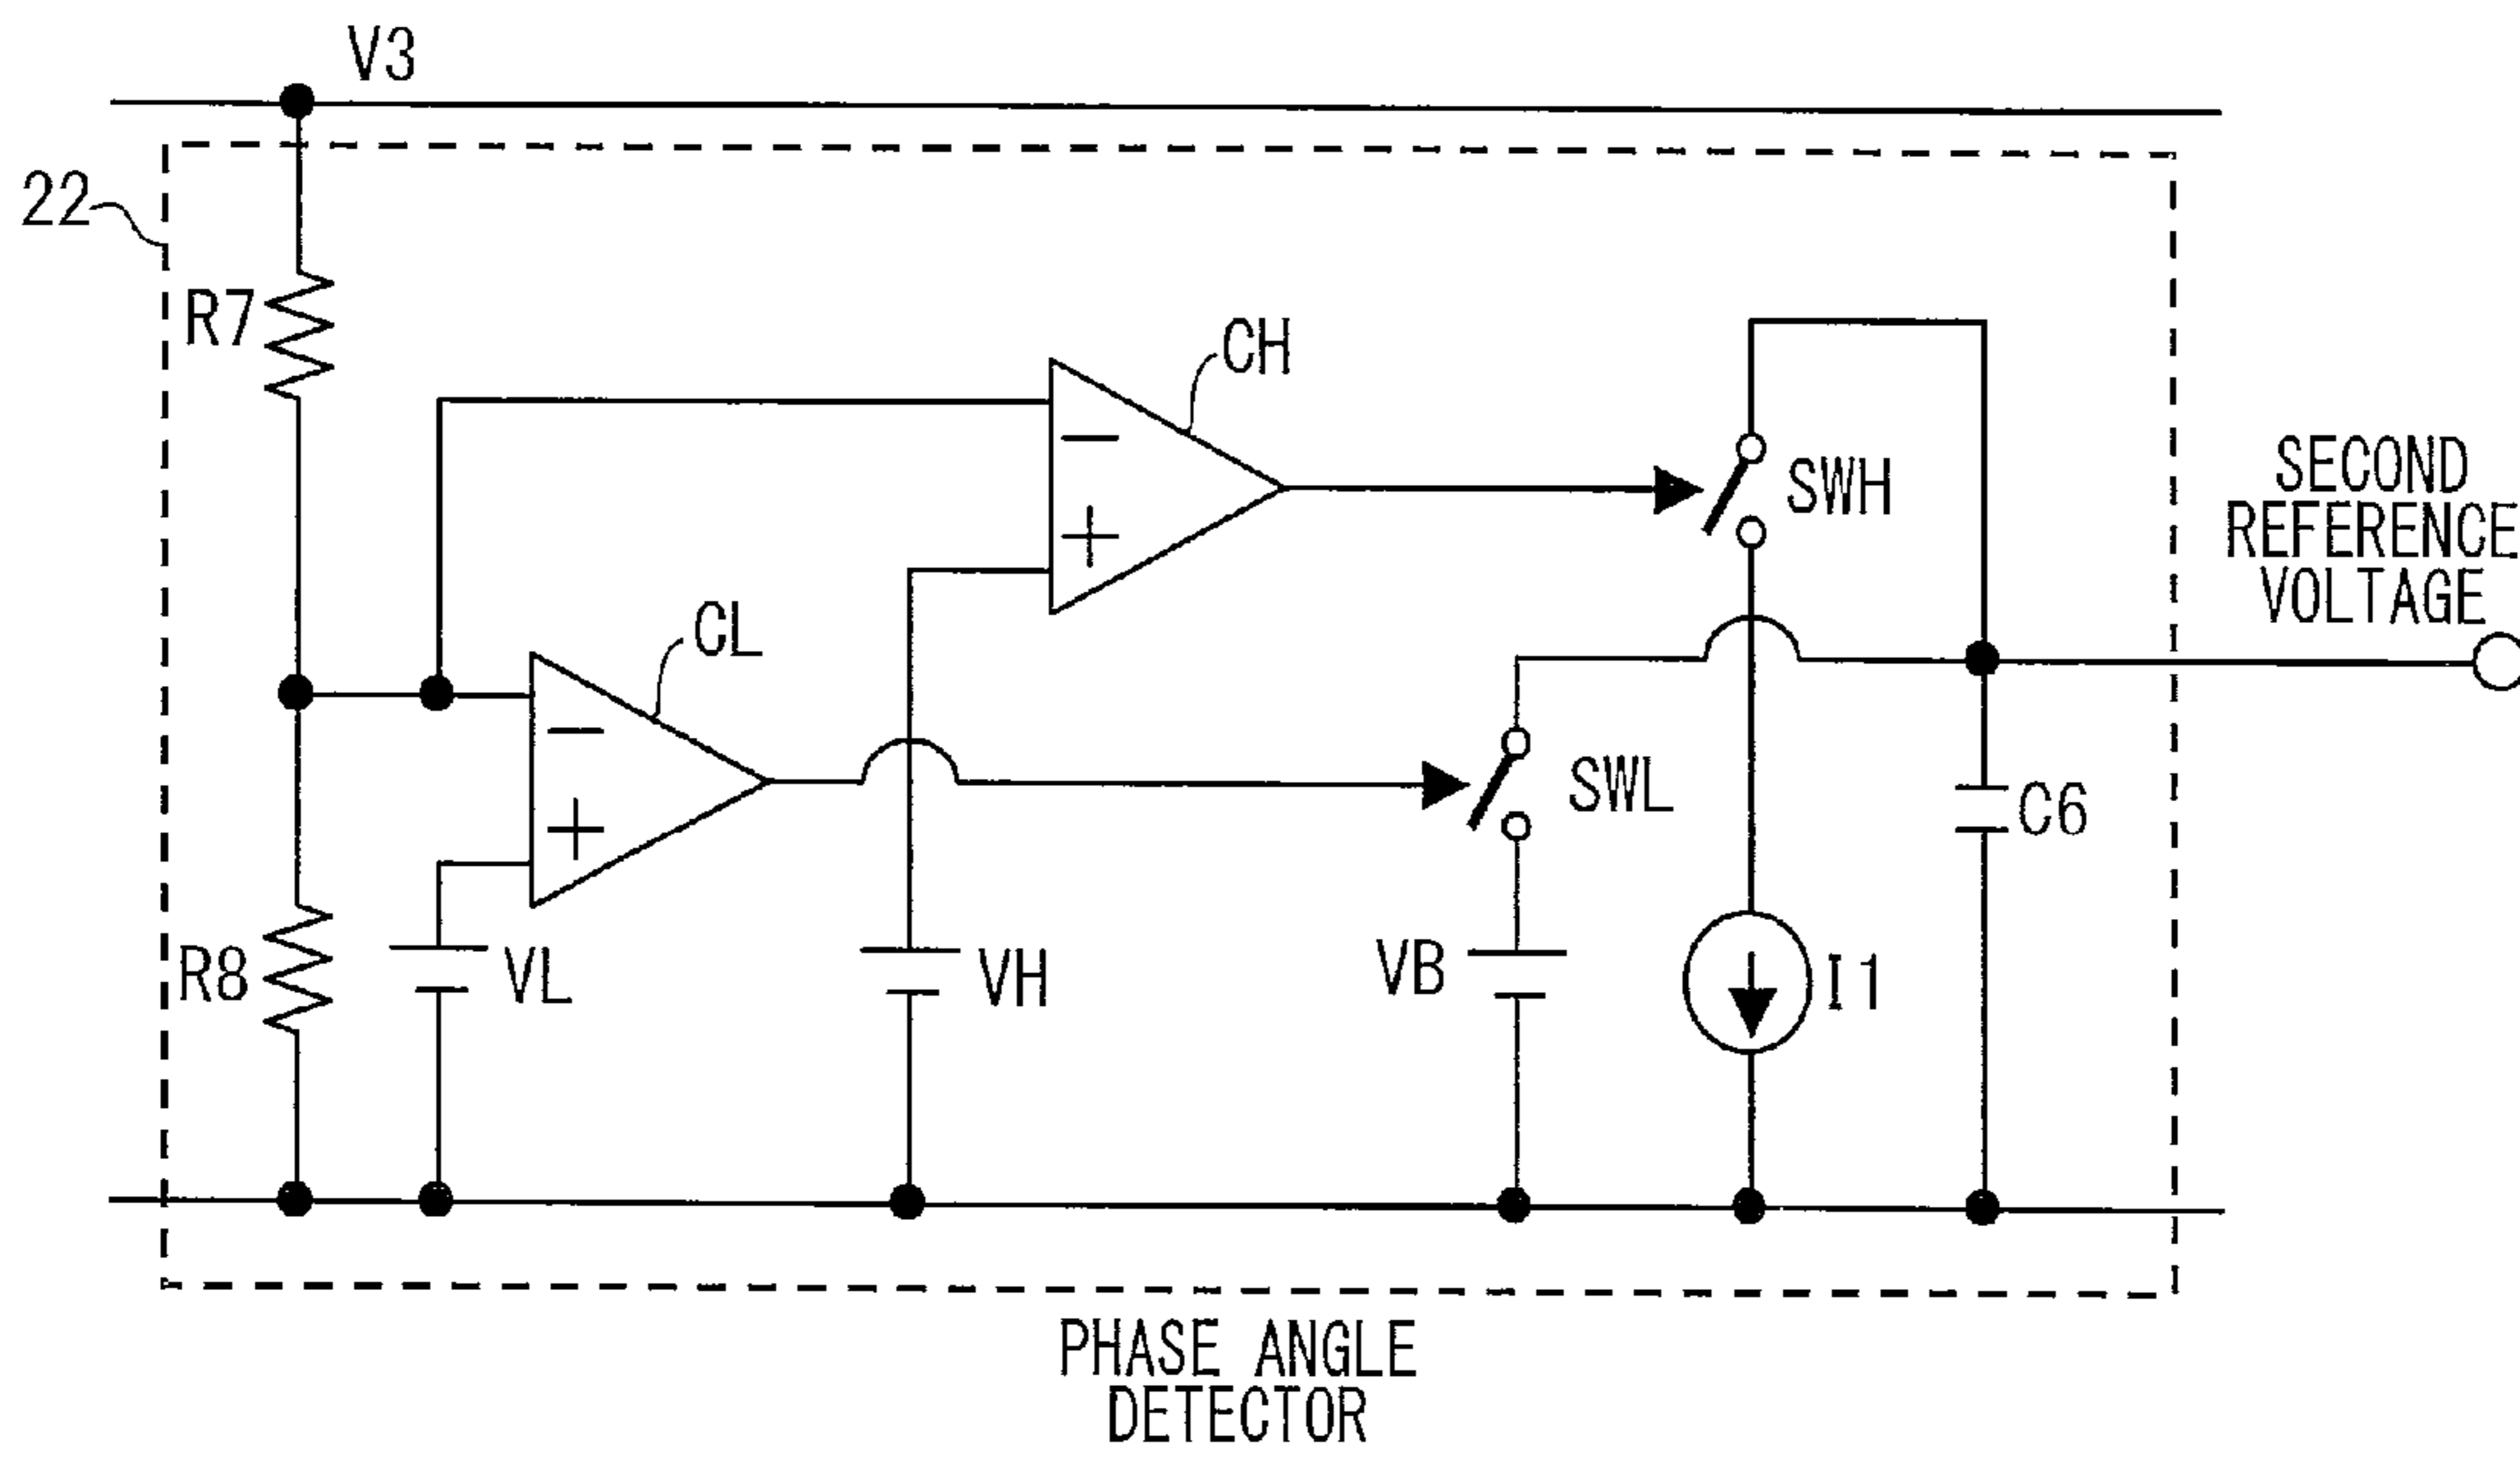 V3
22
R7
CH
SWH
SECOND
REFERENCE
VOLTAGE
CL
SWL
C6
R8
VL
VH
VB
I1
PHASE ANGLE
DETECTOR